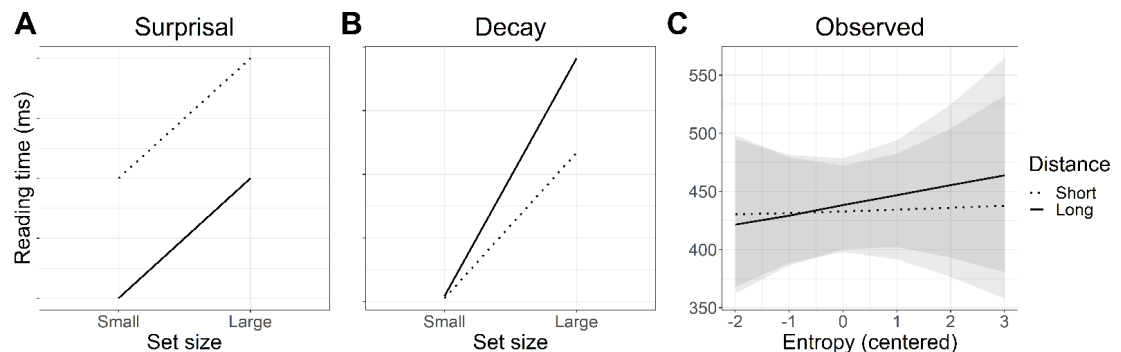 A Surprisal
B Decay
C Observed
Reading time (ms)
Small Large
Set size
Small Large
Set size
550
500
450
400
350
-2 -1 0 1 2 3
Entropy (centered)
Distance
Short
Long